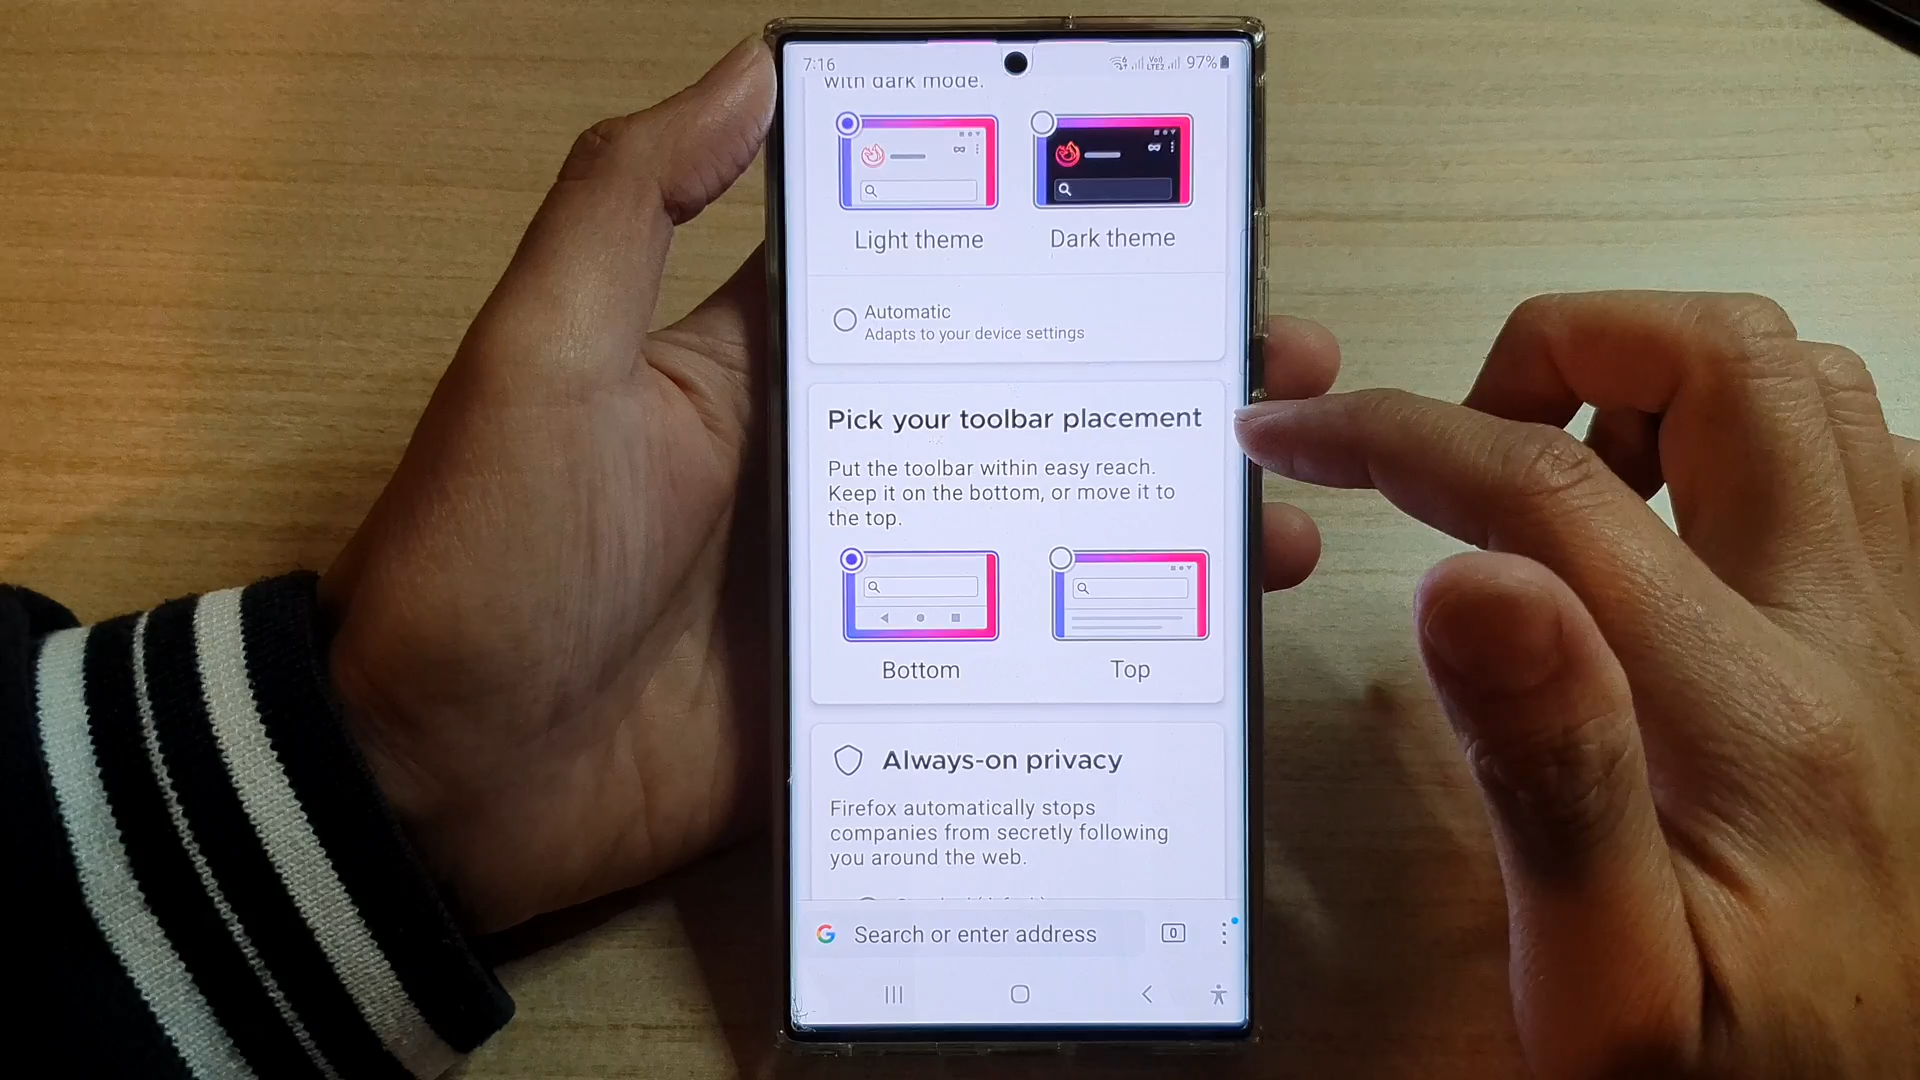 7:16 Vo) LTE2 97%
with dark mode.
Light theme Dark theme
Automatic
Adapts to your device settings
Pick your toolbar placement
Put the toolbar within easy reach.
Keep it on the bottom, or move it to
the top.
Bottom Top
Always-on privacy
Firefox automatically stops
companies from secretly following
you around the web.
G Search or enter address 0